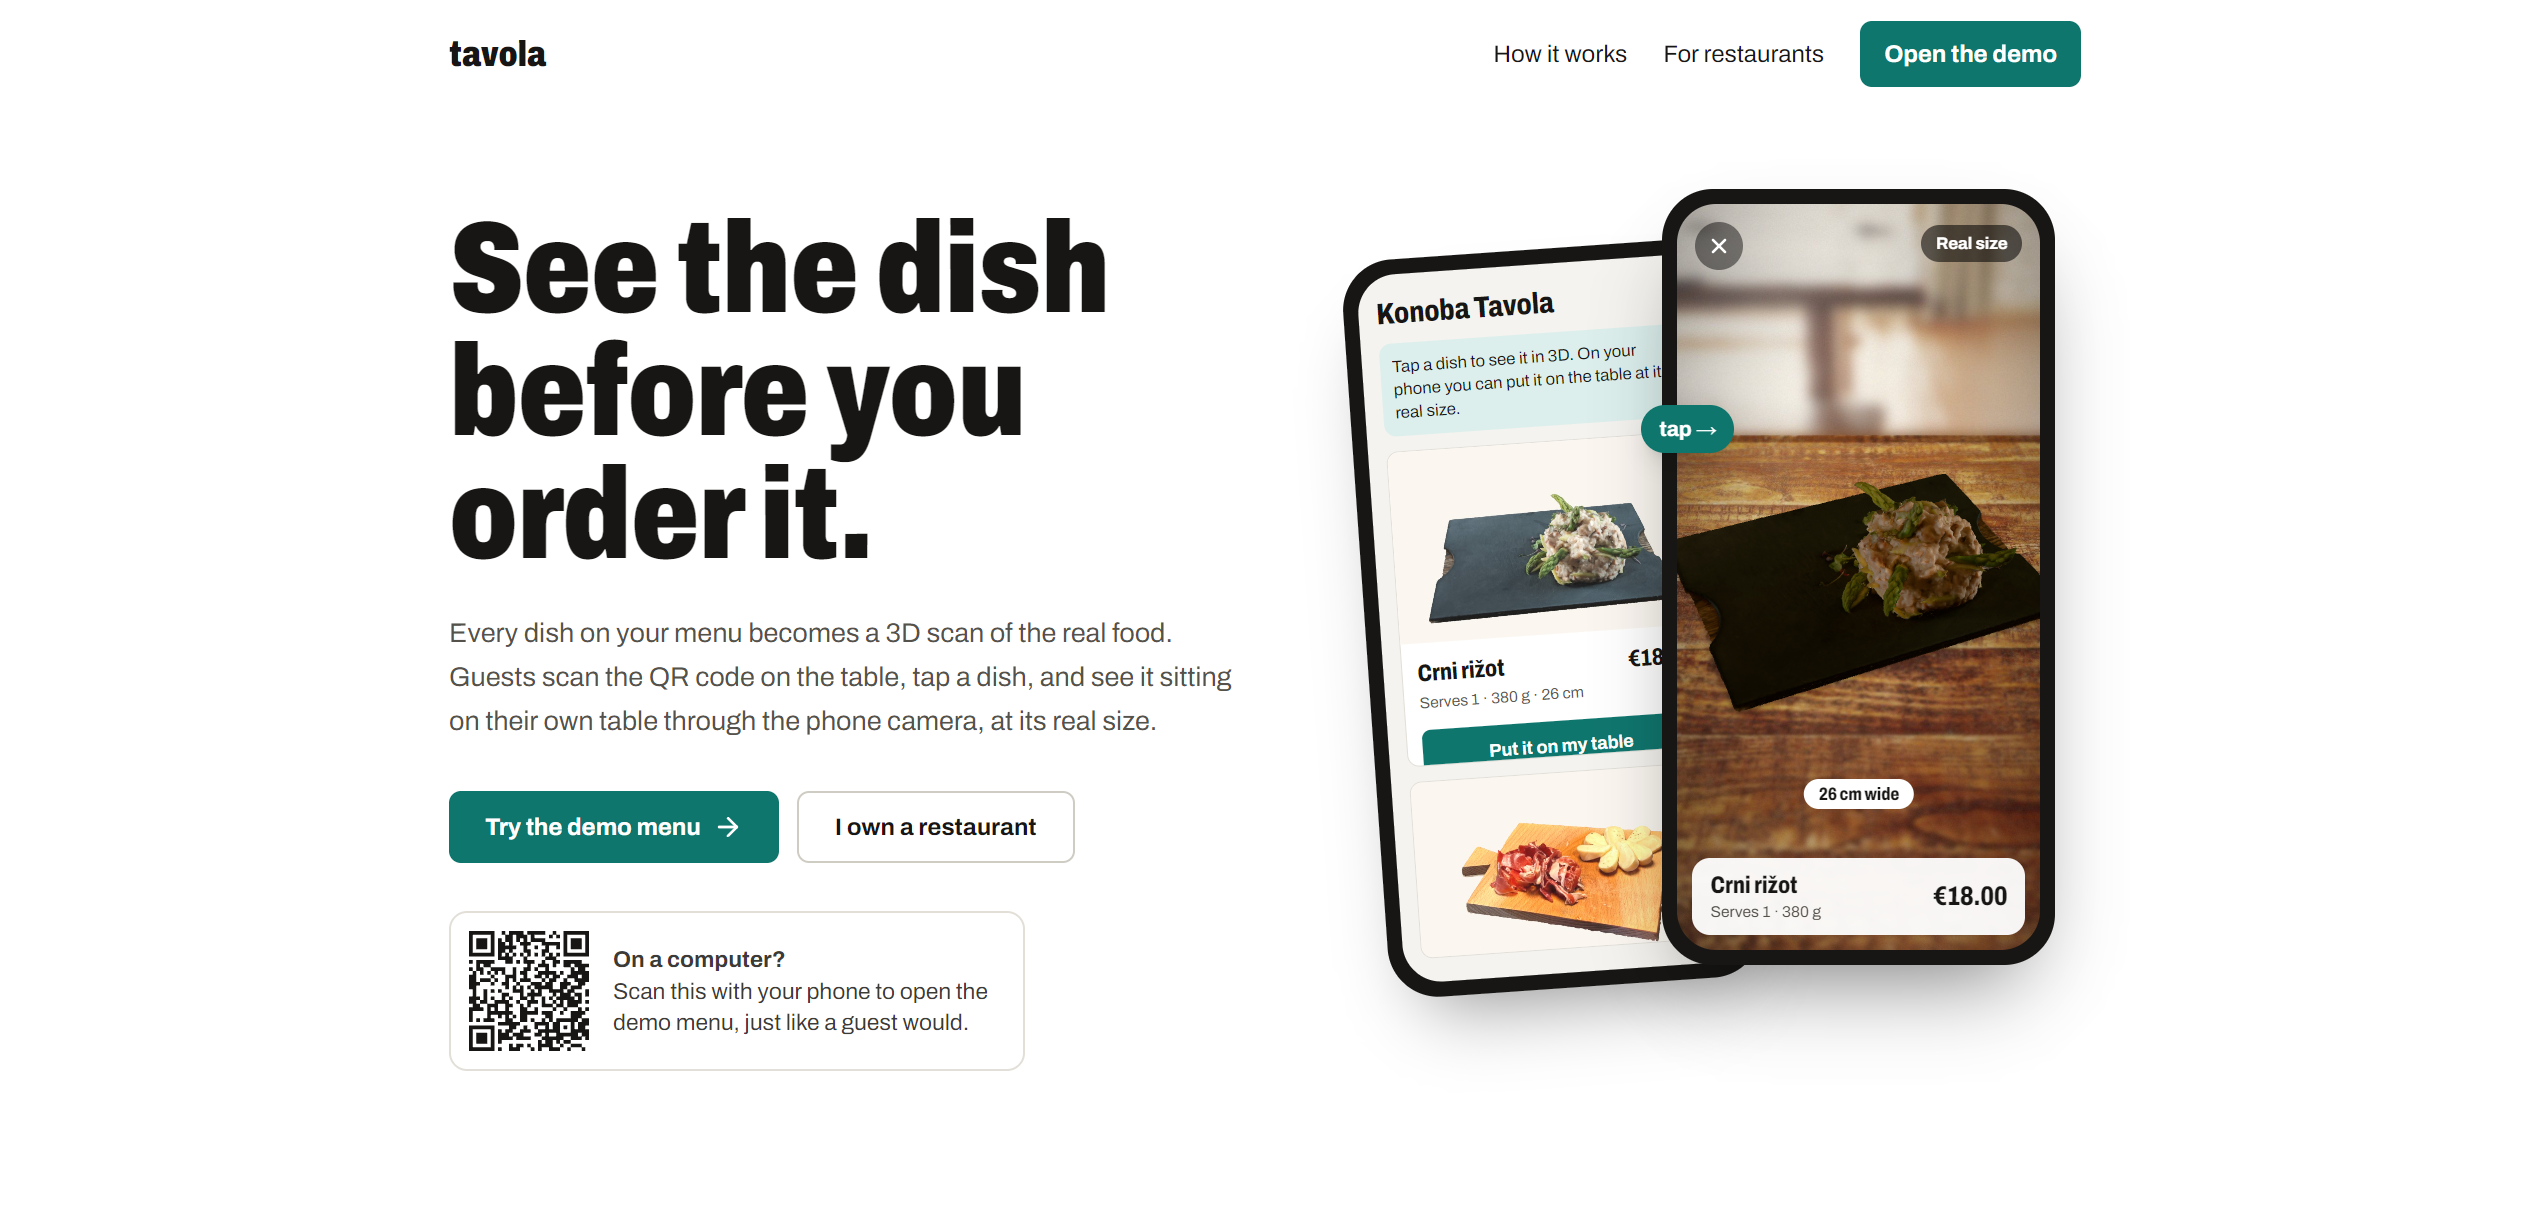 tavola
How it works
For restaurants
Open the demo
See the dish
before you
order it.
Every dish on your menu becomes a 3D scan of the real food.
Guests scan the QR code on the table, tap a dish, and see it sitting
on their own table through the phone camera, at its real size.
Try the demo menu →
I own a restaurant
On a computer?
Scan this with your phone to open the
demo menu, just like a guest would.
Konoba Tavola
Tap a dish to see it in 3D. On your
phone you can put it on the table at it
real size.
tap →
Crni rižot
€18
Serves 1 · 380 g · 26 cm
Put it on my table
Real size
26 cm wide
Crni rižot
€18.00
Serves 1 · 380 g